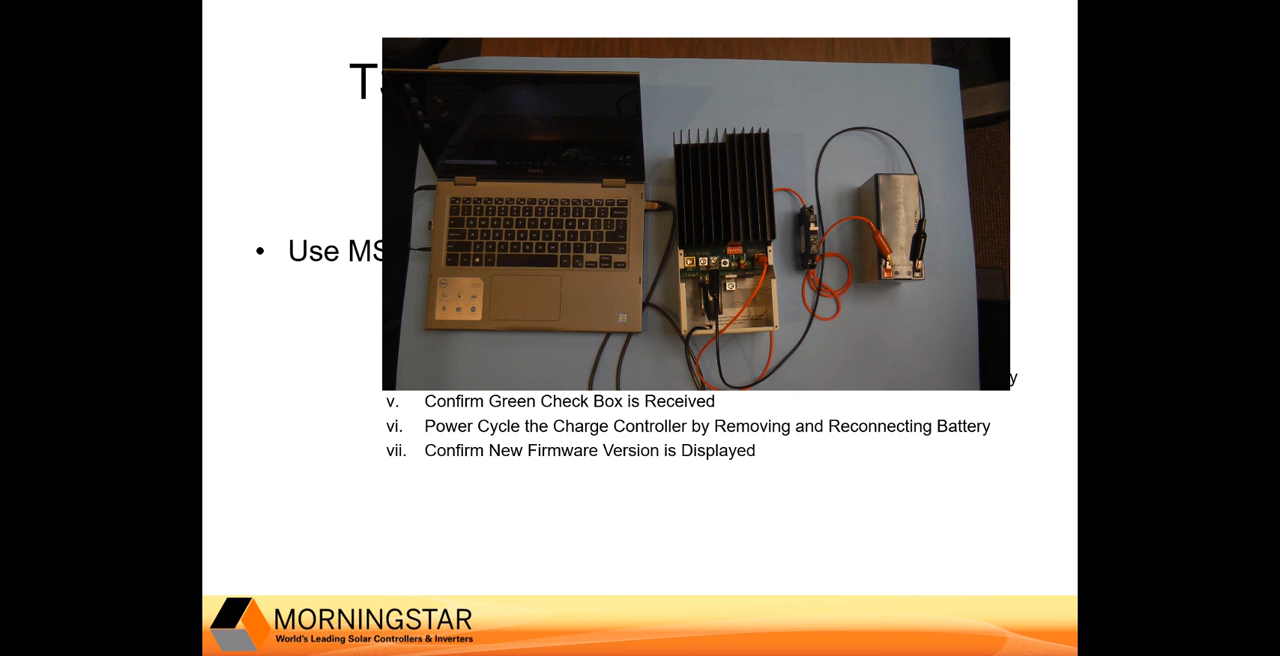 • Use MS
v. Confirm Green Check Box is Received
vi. Power Cycle the Charge Controller by Removing and Reconnecting Battery
vii. Confirm New Firmware Version is Displayed
MORNINGSTAR
World's Leading Solar Controllers & Inverters